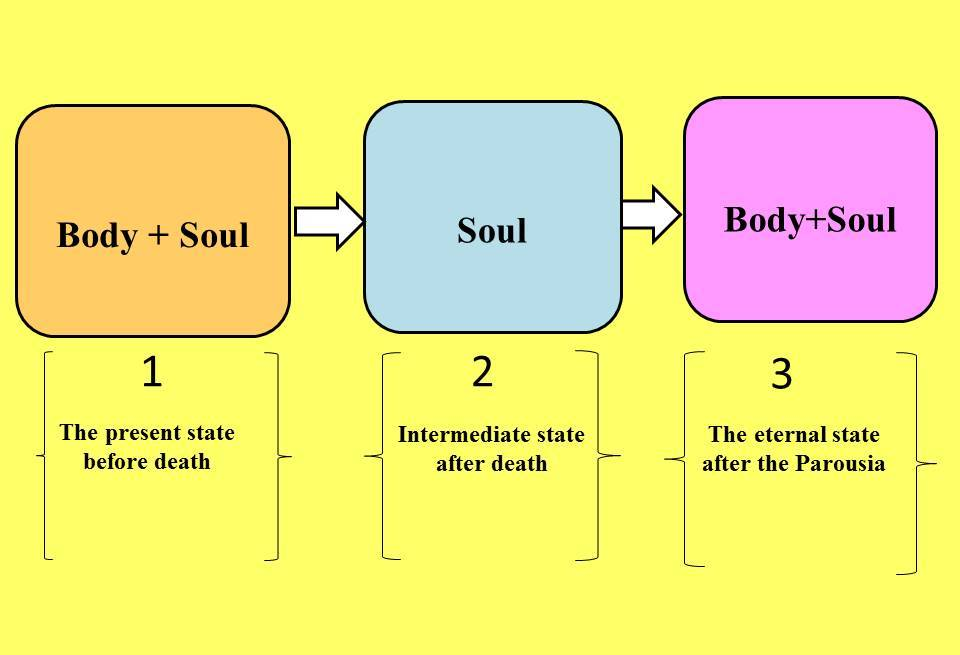 Body + Soul
Soul
Body+Soul
1
The present state
before death
2
Intermediate state
after death
3
The eternal state
after the Parousia